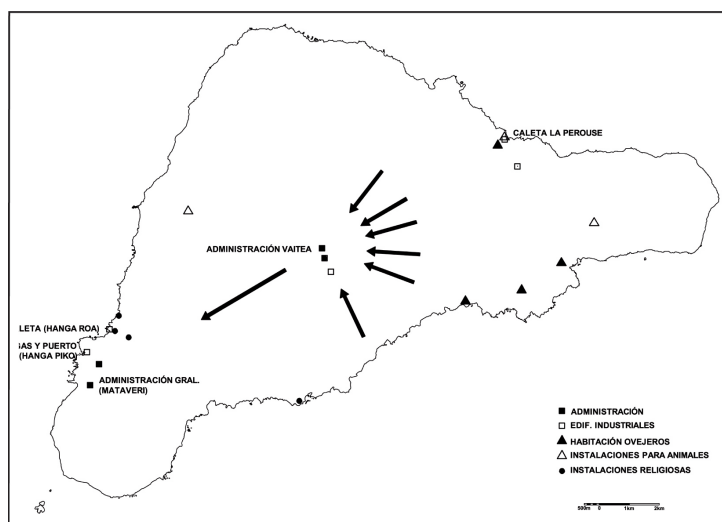 CALETA LA PEROUSE
ADMINISTRACIÓN VAITEA
LETA (HANGA ROA)
GAS Y PUERTO
(HANGA PIKO)
ADMINISTRACIÓN GRAL.
(MATAVERI)
ADMINISTRACIÓN
EDIF. INDUSTRIALES
HABITACIÓN OVEJEROS
INSTALACIONES PARA ANIMALES
INSTALACIONES RELIGIOSAS
500m 0 1km 2km